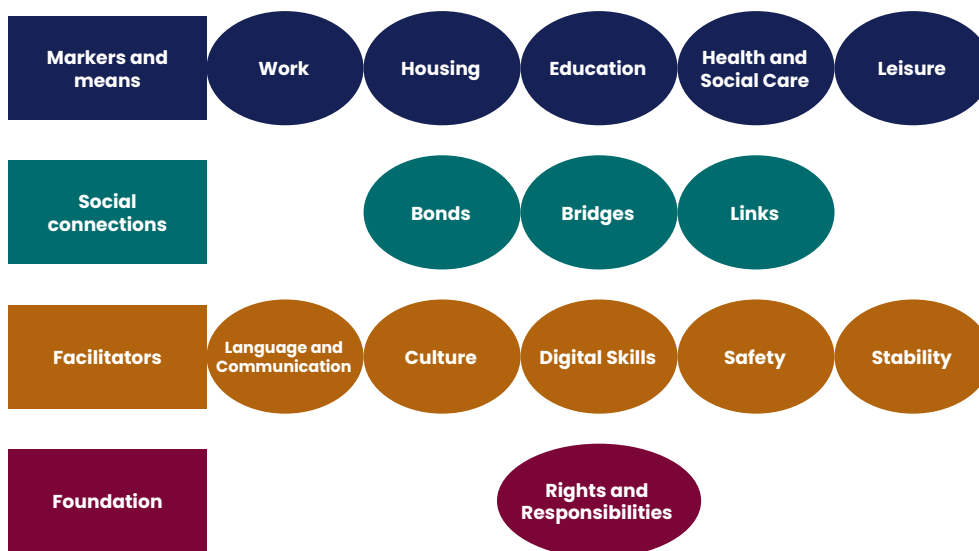 Markers and
means
Work
Housing
Education
Health and
Social Care
Leisure
Social
connections
Bonds
Bridges
Links
Facilitators
Language and
Communication
Culture
Digital Skills
Safety
Stability
Foundation
Rights and
Responsibilities